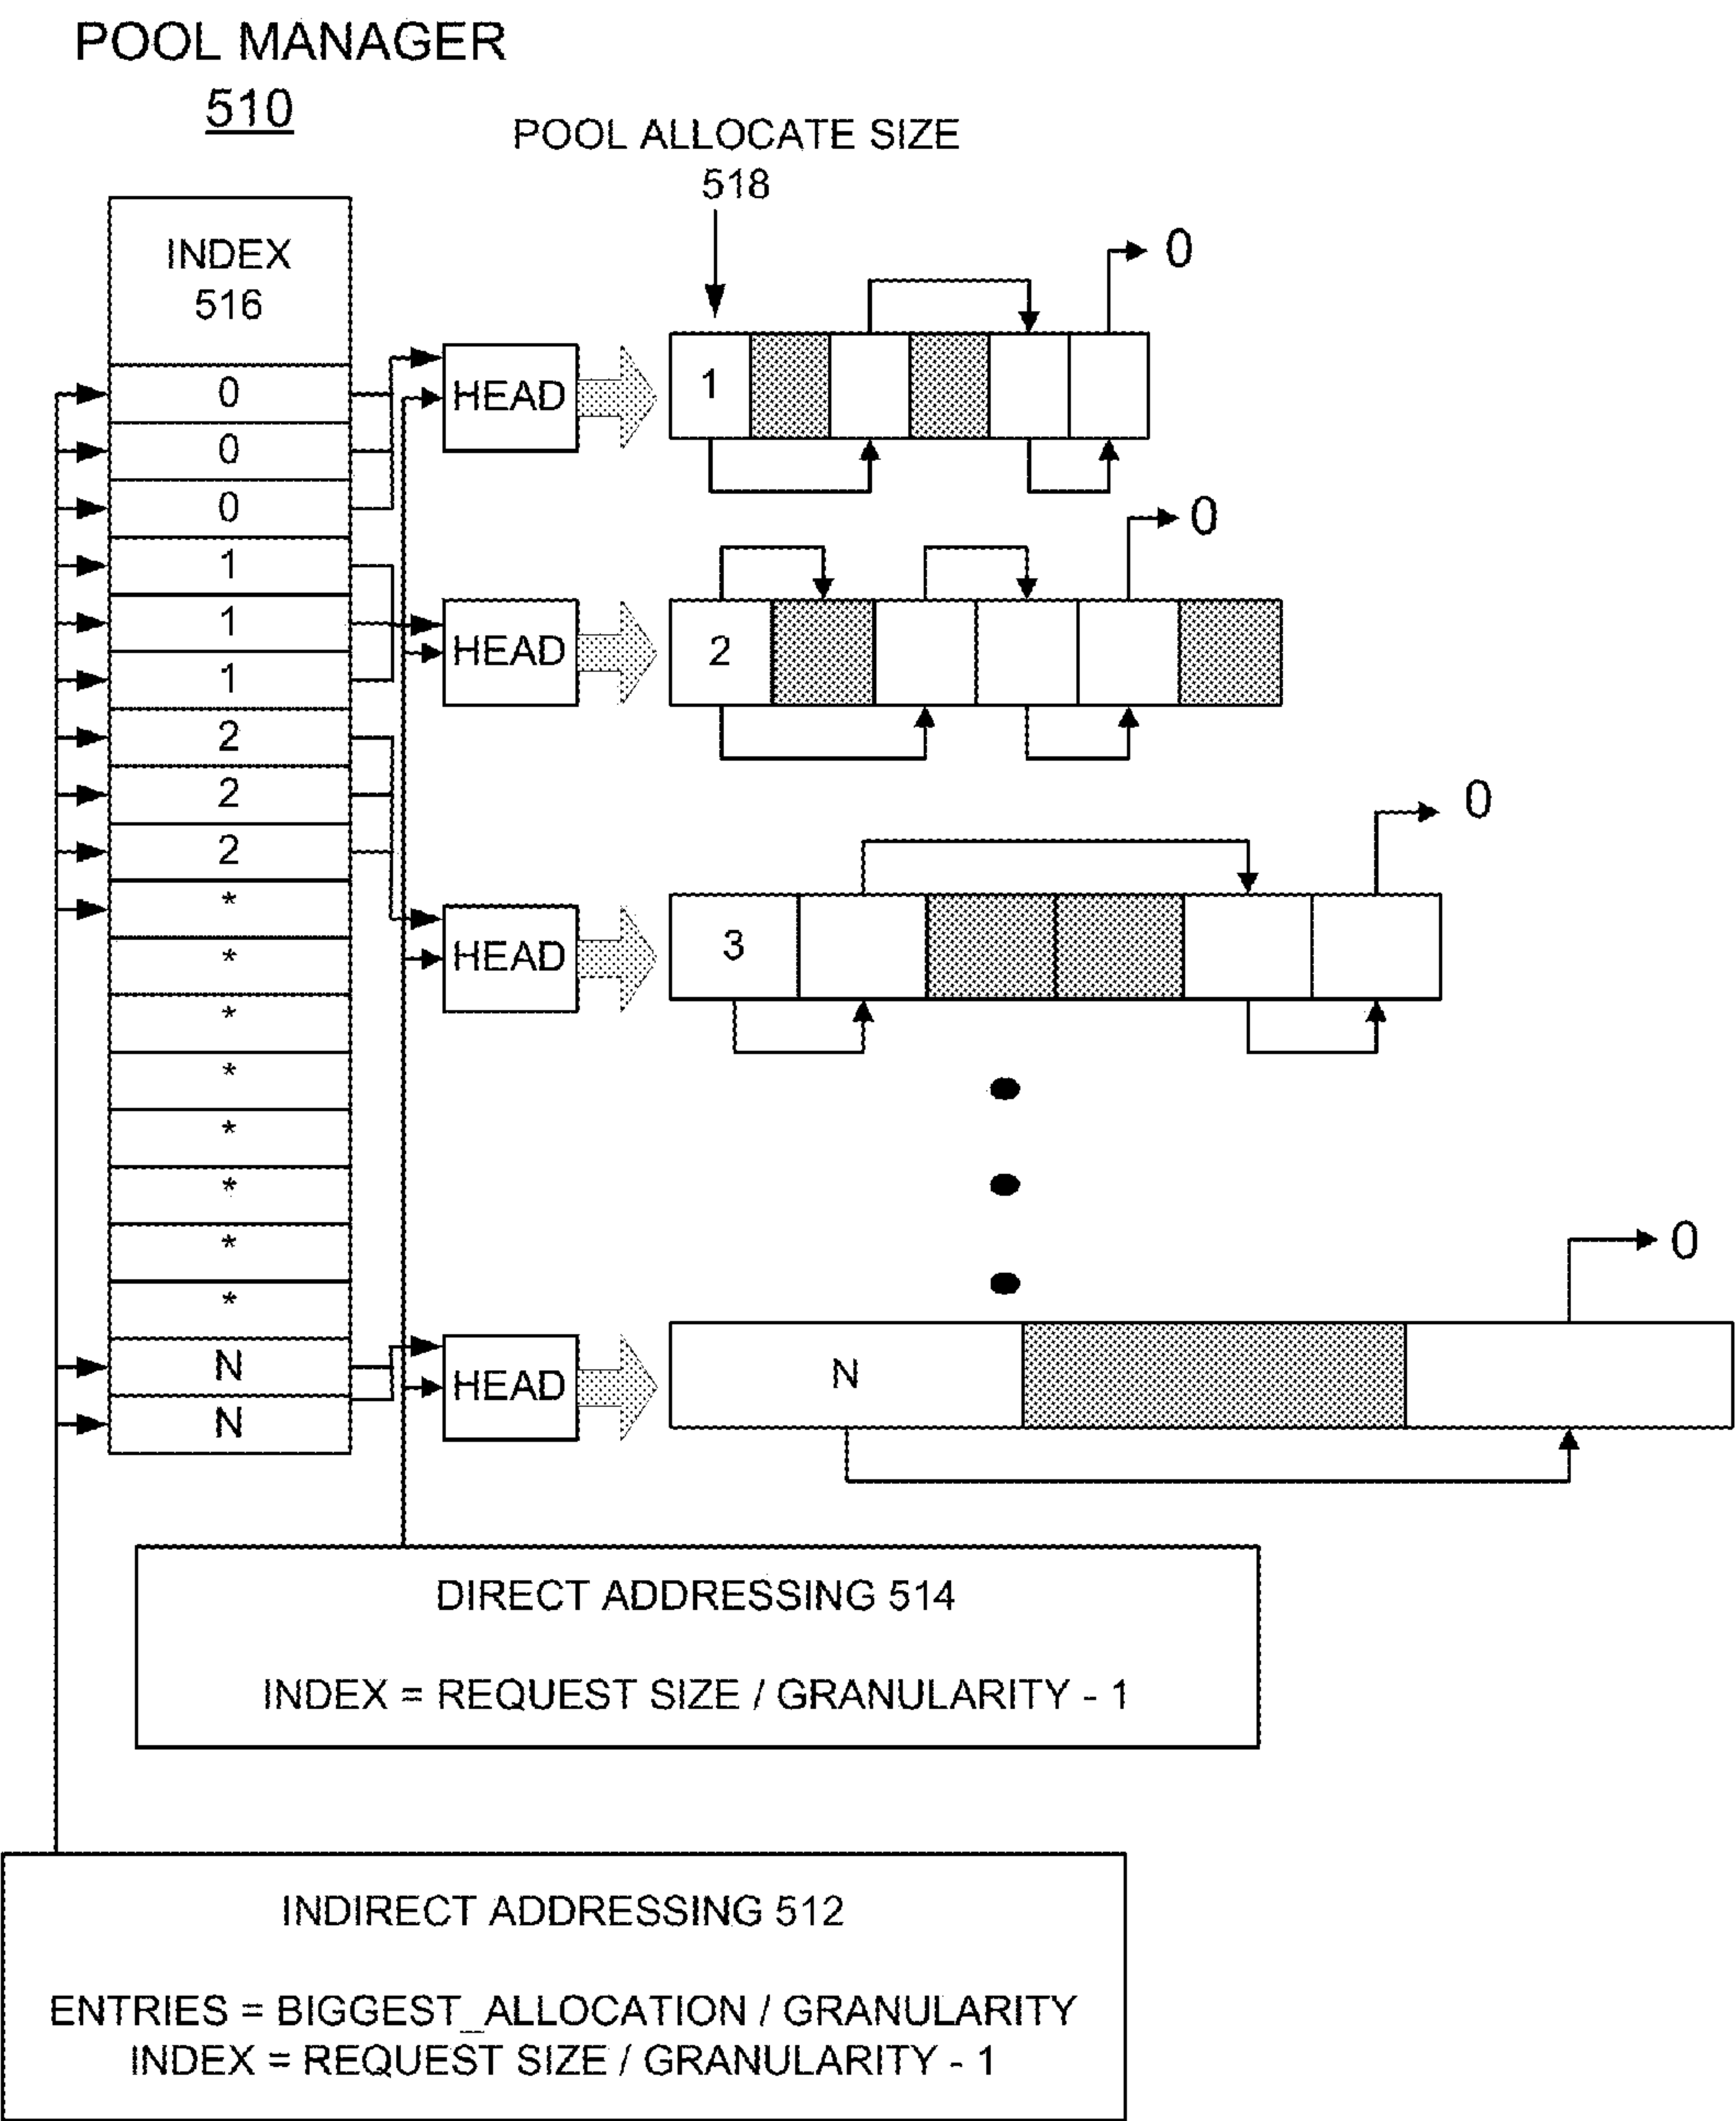 POOL MANAGER
510
POOL ALLOCATE SIZE
518
INDEX
516
0
0
0
1
1
1
2
2
2
*
*
*
*
*
*
*
*
N
N
HEAD
1
0
HEAD
2
0
HEAD
3
0
HEAD
N
0
DIRECT ADDRESSING 514
INDEX = REQUEST SIZE / GRANULARITY - 1
INDIRECT ADDRESSING 512
ENTRIES = BIGGEST_ALLOCATION / GRANULARITY
INDEX = REQUEST SIZE / GRANULARITY - 1